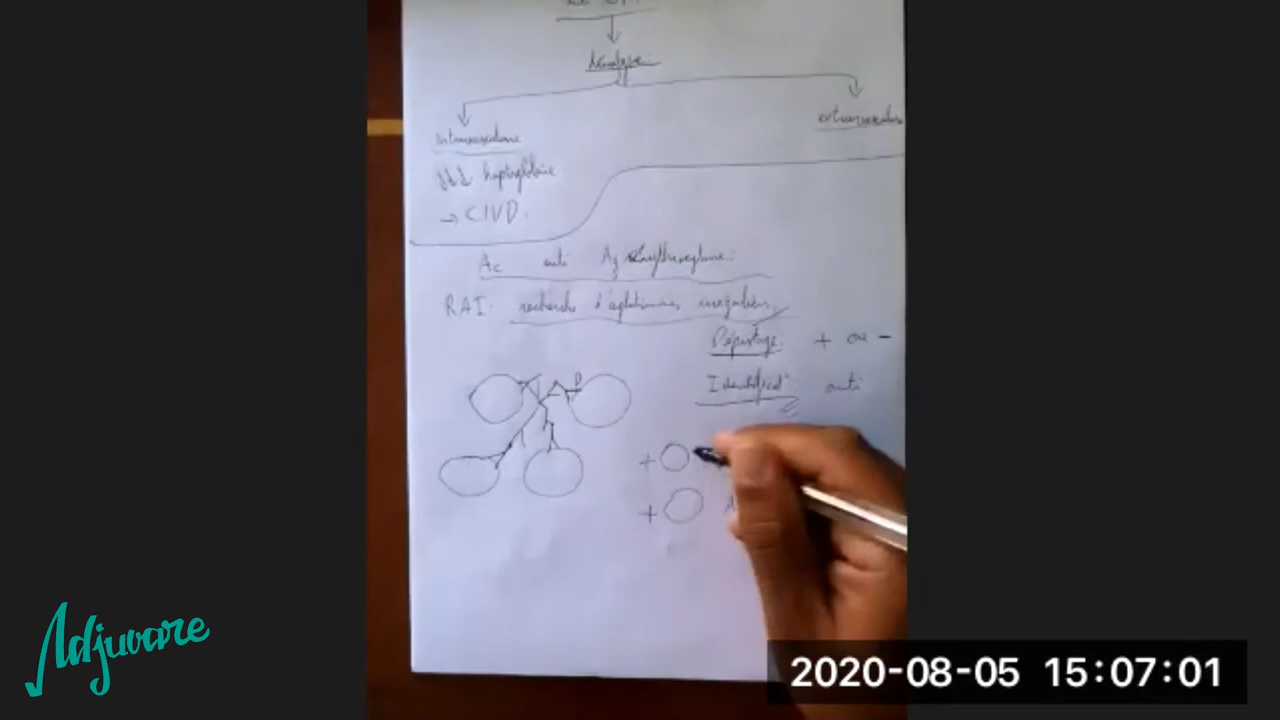 hémolyse
intravasculaire
extravasculaire
↓↓↓ haptoglobine
→ CIVD.
Ac anti Ag érythrocytaire:
RAI: recherche d'agglutinines irrégulières.
Dépistage: + ou -
Identificat° anti
D
+
+
Adjuvare
2020-08-05 15:07:01